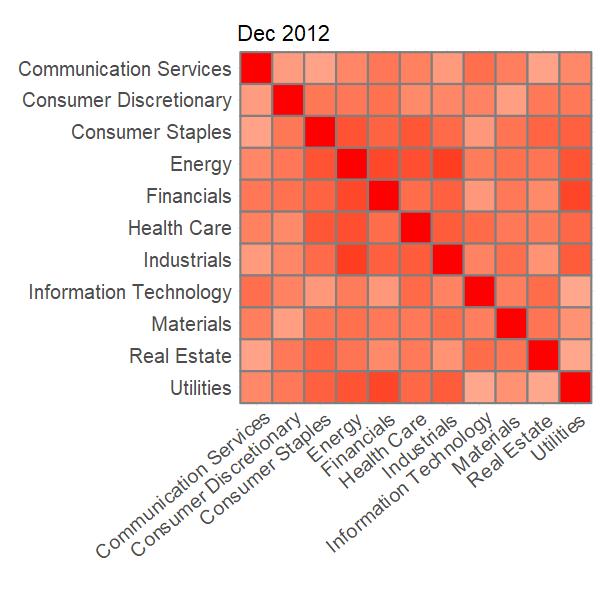 Dec 2012
Communication Services
Consumer Discretionary
Consumer Staples
Energy
Financials
Health Care
Industrials
Information Technology
Materials
Real Estate
Utilities
Communication Services
Consumer Discretionary
Consumer Staples
Energy
Financials
Health Care
Industrials
Information Technology
Materials
Real Estate
Utilities